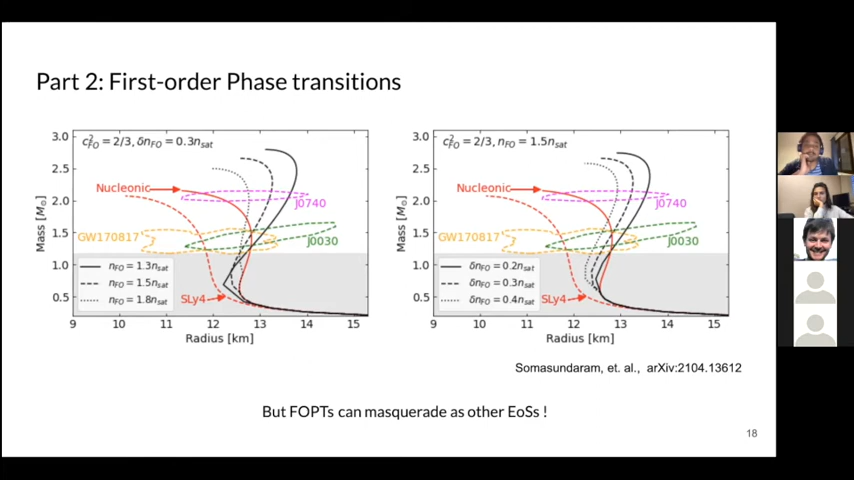 Part 2: First-order Phase transitions
c²_FO = 2/3, δn_FO = 0.3n_sat
Nucleonic
J0740
GW170817
J0030
n_FO = 1.3n_sat
n_FO = 1.5n_sat
n_FO = 1.8n_sat
SLy4
3.0
2.5
2.0
1.5
1.0
0.5
Mass [M⊙]
9 10 11 12 13 14 15
Radius [km]
c²_FO = 2/3, n_FO = 1.5n_sat
Nucleonic
J0740
GW170817
J0030
δn_FO = 0.2n_sat
δn_FO = 0.3n_sat
δn_FO = 0.4n_sat
SLy4
3.0
2.5
2.0
1.5
1.0
0.5
Mass [M⊙]
9 10 11 12 13 14 15
Radius [km]
Somasundaram, et. al., arXiv:2104.13612
But FOPTs can masquerade as other EoSs !
18